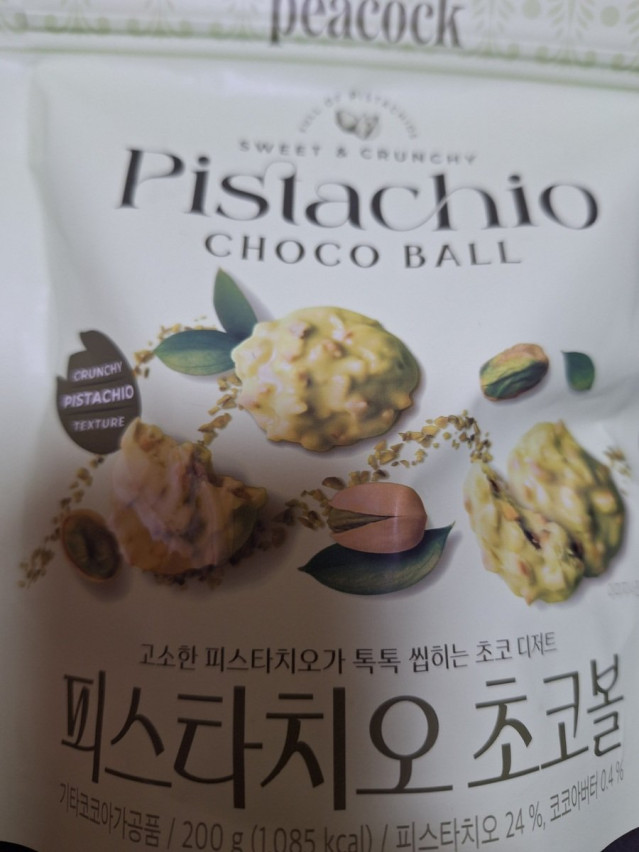 peacock
FULL OF PISTACHIOS
SWEET & CRUNCHY
Pistachio
CHOCO BALL
CRUNCHY
PISTACHIO
TEXTURE
고소한 피스타치오가 톡톡 씹히는 초코 디저트
피스타치오 초코볼
기타코코아가공품 / 200 g (1,085 kcal) / 피스타치오 24 %, 코코아버터 0.4 %